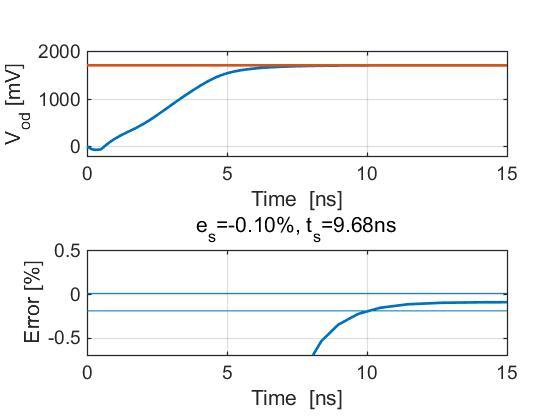 2000
1000
0
V_od [mV]
0 5 10 15
Time [ns]
e_s=-0.10%, t_s=9.68ns
0.5
0
-0.5
Error [%]
0 5 10 15
Time [ns]